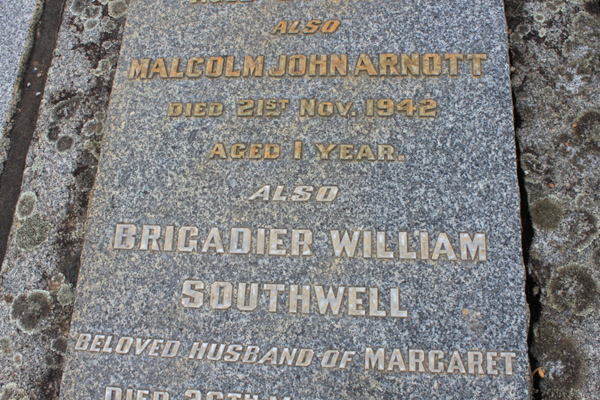 ALSO
MALCOLM JOHN ARNOTT
DIED 21ST NOV. 1942
AGED 1 YEAR.
ALSO
BRIGADIER WILLIAM
SOUTHWELL
BELOVED HUSBAND OF MARGARET
DIED